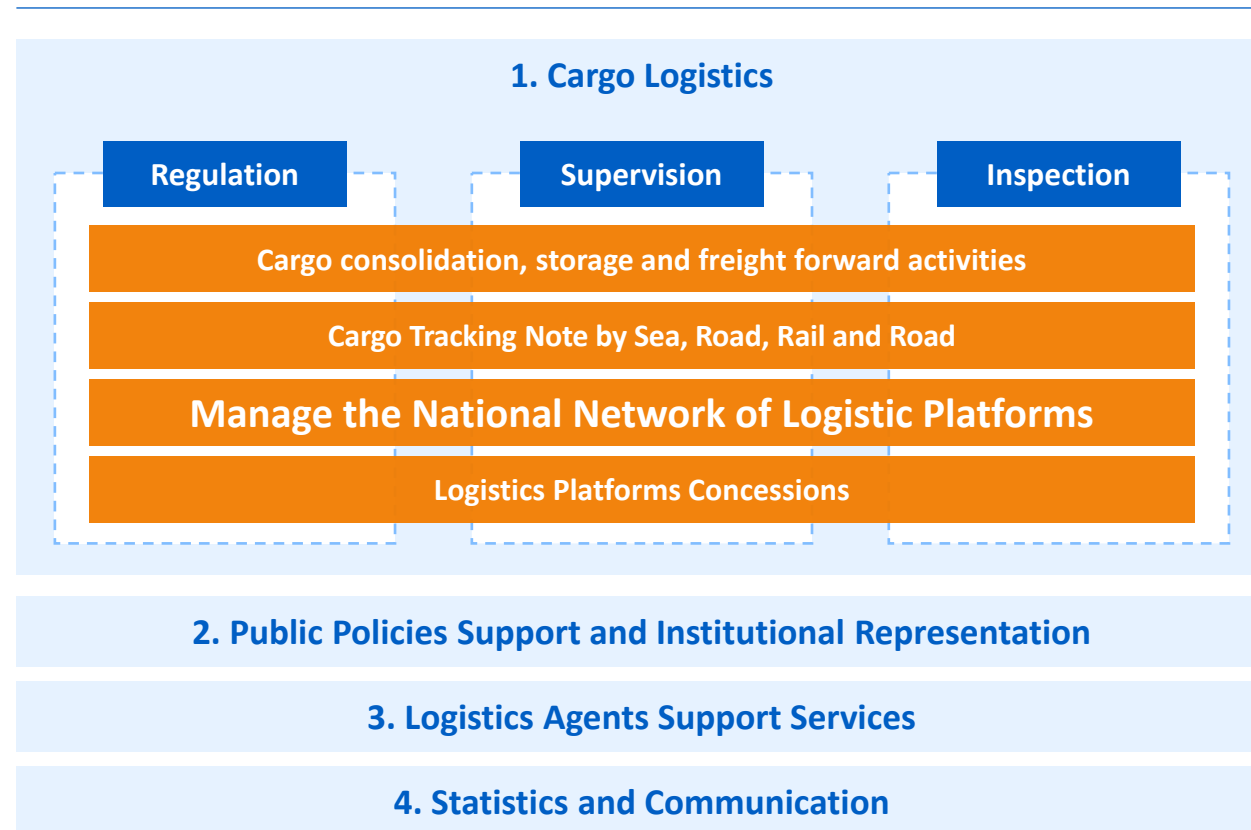 1. Cargo Logistics
Regulation
Supervision
Inspection
Cargo consolidation, storage and freight forward activities
Cargo Tracking Note by Sea, Road, Rail and Road
Manage the National Network of Logistic Platforms
Logistics Platforms Concessions
2. Public Policies Support and Institutional Representation
3. Logistics Agents Support Services
4. Statistics and Communication